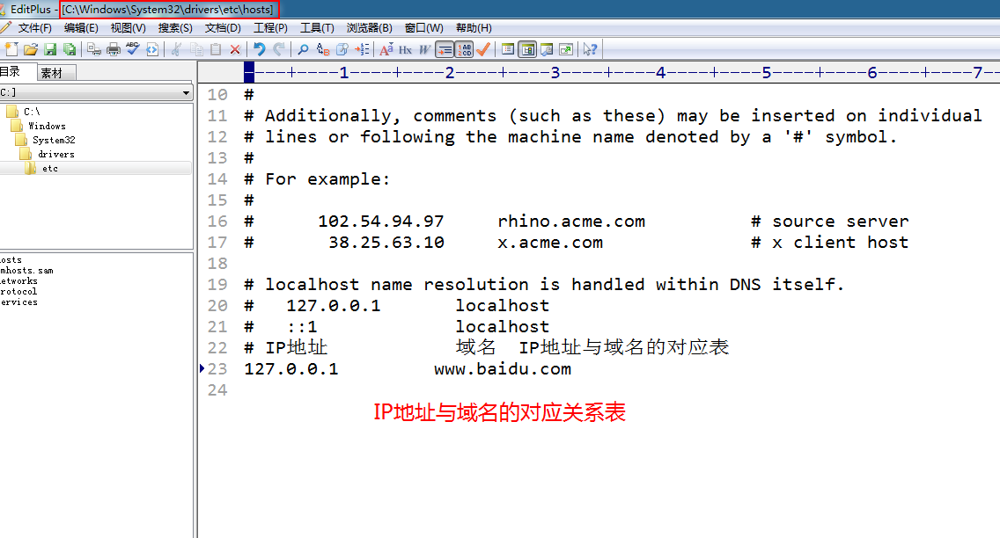 EditPlus - [C:\Windows\System32\drivers\etc\hosts]
文件(F) 编辑(E) 视图(V) 搜索(S) 文档(D) 工程(P) 工具(T) 浏览器(B) 窗口(W) 帮助(H)
目录 素材
C:]
C:\
Windows
System32
drivers
etc
osts
mhosts.sam
etworks
rotocol
ervices
----+----1----+----2----+----3----+----4----+----5----+----6----+----7-
10 #
11 # Additionally, comments (such as these) may be inserted on individual
12 # lines or following the machine name denoted by a '#' symbol.
13 #
14 # For example:
15 #
16 # 102.54.94.97 rhino.acme.com # source server
17 # 38.25.63.10 x.acme.com # x client host
18
19 # localhost name resolution is handled within DNS itself.
20 # 127.0.0.1 localhost
21 # ::1 localhost
22 # IP地址 域名 IP地址与域名的对应表
23 127.0.0.1 www.baidu.com
24
IP地址与域名的对应关系表